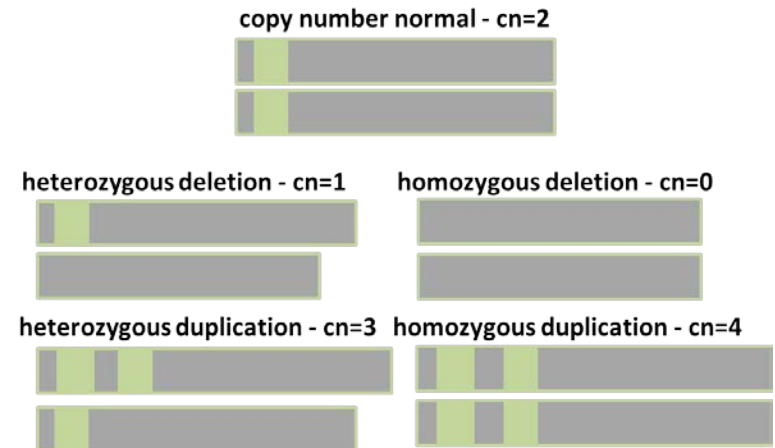 copy number normal - cn=2
heterozygous deletion - cn=1
homozygous deletion - cn=0
heterozygous duplication - cn=3
homozygous duplication - cn=4